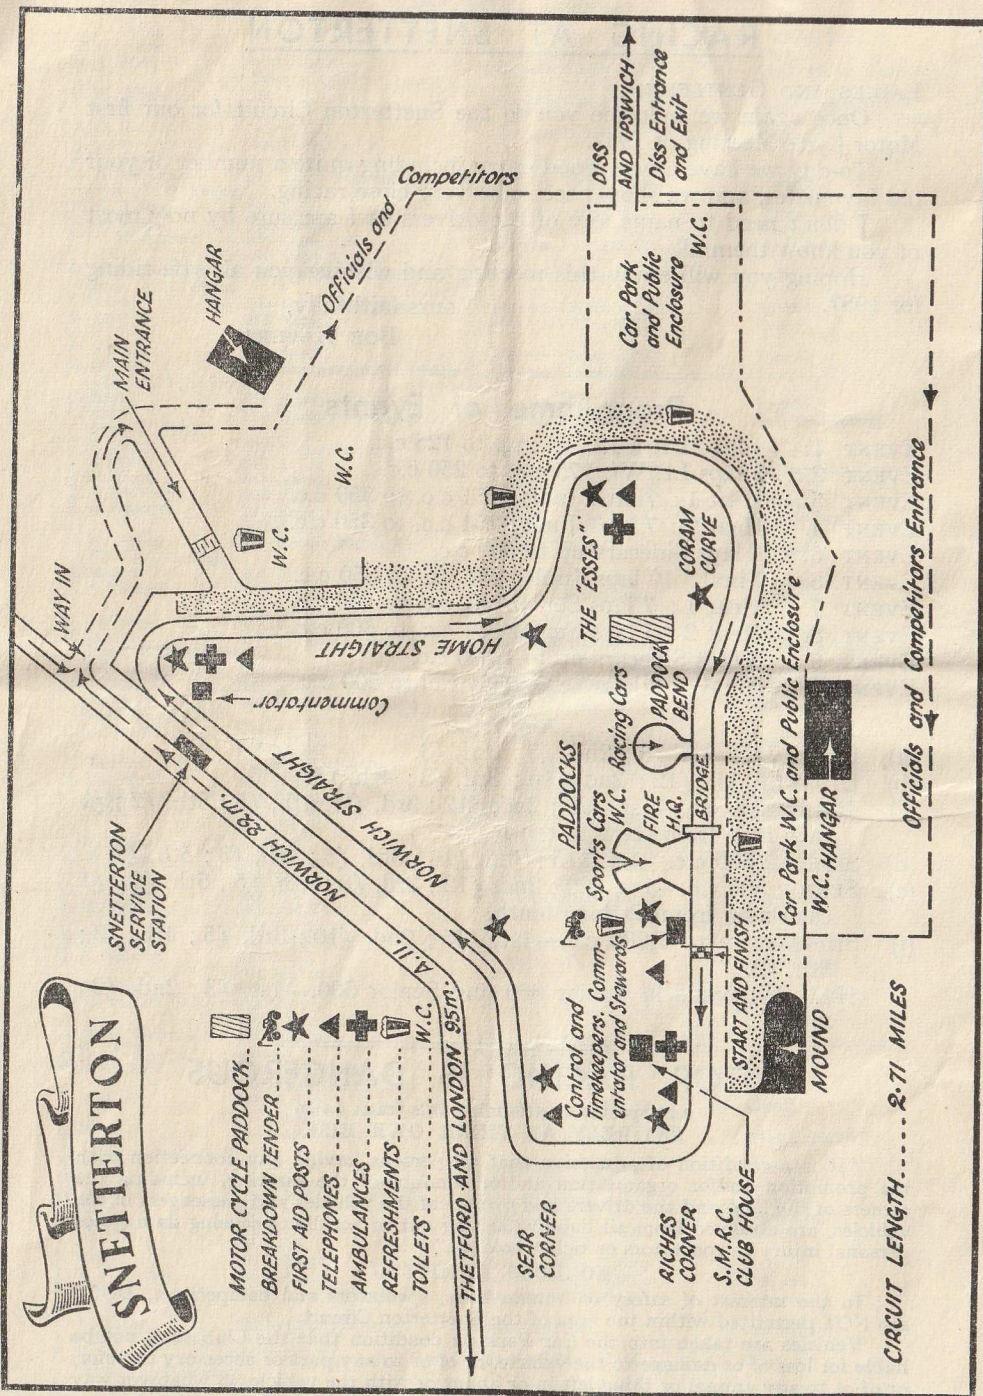 SNETTERTON
MOTOR CYCLE PADDOCK
BREAKDOWN TENDER
FIRST AID POSTS
TELEPHONES
AMBULANCES
REFRESHMENTS
TOILETS W.C.
THETFORD AND LONDON 95m.
A.11.
NORWICH 22m.
SNETTERTON
SERVICE
STATION
WAY IN
MAIN
ENTRANCE
HANGAR
Officials and
Competitors
DISS
AND IPSWICH
Diss Entrance
and Exit
W.C.
W.C.
Car Park
and Public
Enclosure
W.C.
NORWICH STRAIGHT
Commentator
HOME STRAIGHT
THE "ESSES"
CORAM
CURVE
PADDOCKS
Sports Cars
Racing Cars
W.C.
FIRE
H.Q.
PADDOCK
BEND
BRIDGE
Control and
Timekeepers. Comm-
entator and Stewards
START AND FINISH
SEAR
CORNER
RICHES
CORNER
S.M.R.C.
CLUB HOUSE
MOUND
Car Park W.C. and Public Enclosure
W.C. HANGAR
Officials and Competitors Entrance
CIRCUIT LENGTH..... 2·71 MILES